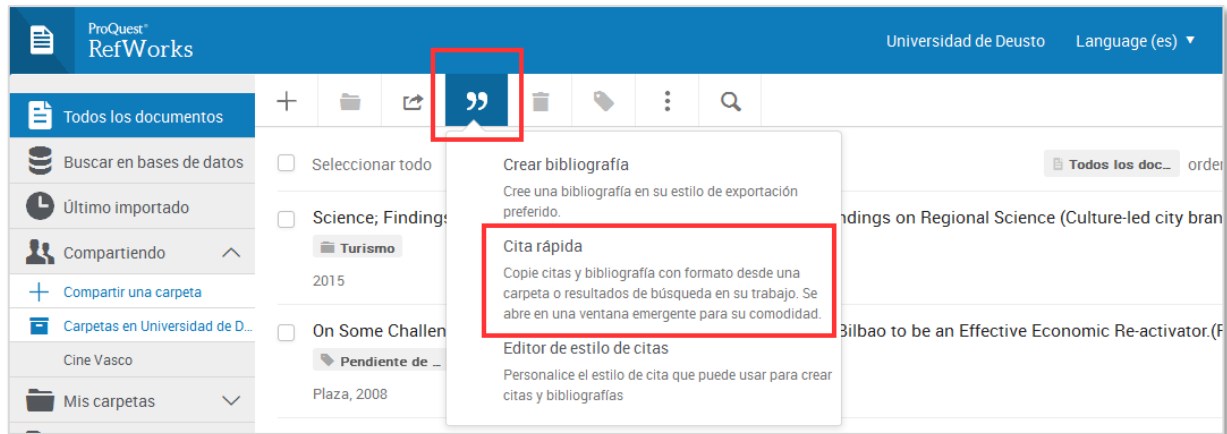 ProQuest®
RefWorks
Universidad de Deusto Language (es)
Todos los documentos
Buscar en bases de datos
Último importado
Compartiendo
Compartir una carpeta
Carpetas en Universidad de D...
Cine Vasco
Mis carpetas
Seleccionar todo
Todos los doc... orde
Science; Findings
ndings on Regional Science (Culture-led city bran
Turismo
2015
On Some Challen
Bilbao to be an Effective Economic Re-activator.(F
Pendiente de ...
Plaza, 2008
Crear bibliografía
Cree una bibliografía en su estilo de exportación
preferido.
Cita rápida
Copie citas y bibliografía con formato desde una
carpeta o resultados de búsqueda en su trabajo. Se
abre en una ventana emergente para su comodidad.
Editor de estilo de citas
Personalice el estilo de cita que puede usar para crear
citas y bibliografías